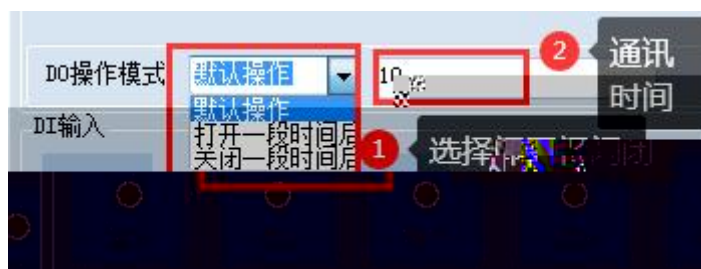 DO操作模式 默认操作 10 2 通讯
时间
默认操作
DI输入
打开一段时间后
关闭一段时间后 1 选择